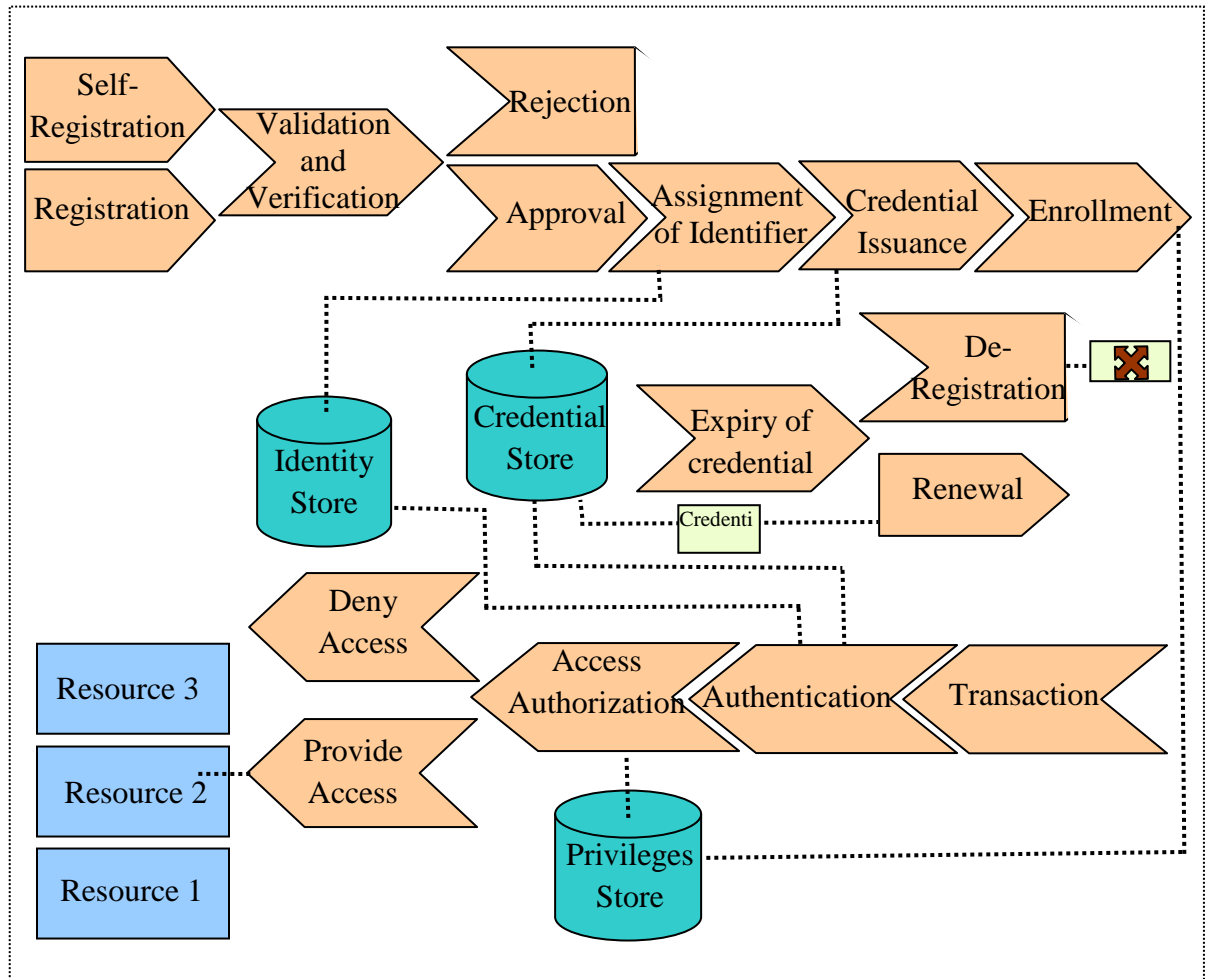 Self-
Registration
Registration
Validation
and
Verification
Rejection
Approval
Assignment
of Identifier
Credential
Issuance
Enrollment
De-
Registration
Expiry of
credential
Renewal
Credenti
Credential
Store
Identity
Store
Deny
Access
Access
Authorization
Authentication
Transaction
Resource 3
Provide
Access
Resource 2
Resource 1
Privileges
Store